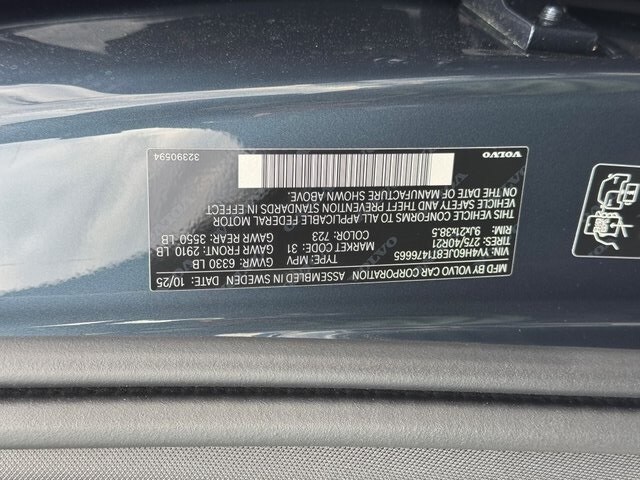 MFD BY VOLVO CAR CORPORATION ASSEMBLED IN SWEDEN 10/25
VIN: YV4H60JE8T1476665 TYPE: MPV GVWR: 6330 LB
TIRES: 275/40R21 MARKET CODE: 31 GAWR FRONT: 2910 LB
RIM: 9Jx21x38.5 COLOR: 723 GAWR REAR: 3550 LB
THIS VEHICLE CONFORMS TO ALL APPLICABLE FEDERAL MOTOR
VEHICLE SAFETY AND THEFT PREVENTION STANDARDS IN EFFECT
ON THE DATE OF MANUFACTURE SHOWN ABOVE.
VOLVO 32390594